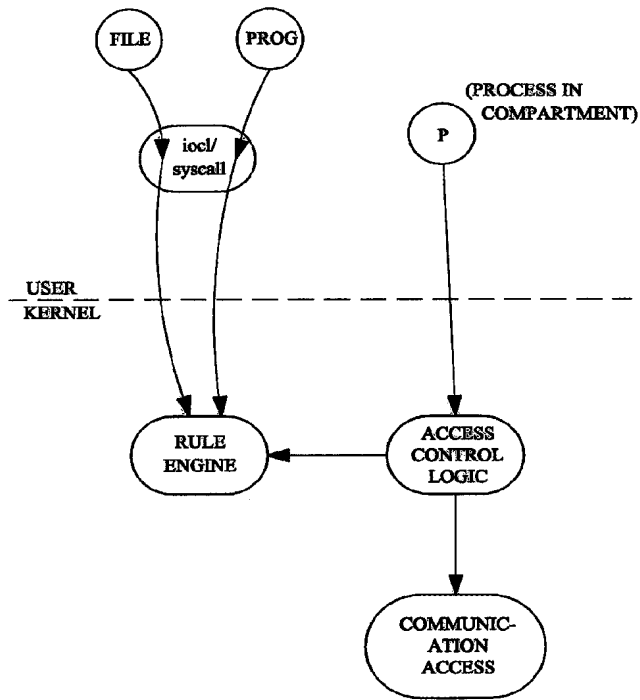 FILE
PROG
(PROCESS IN
COMPARTMENT)
P
iocl/
syscall
USER
KERNEL
RULE
ENGINE
ACCESS
CONTROL
LOGIC
COMMUNIC-
ATION
ACCESS